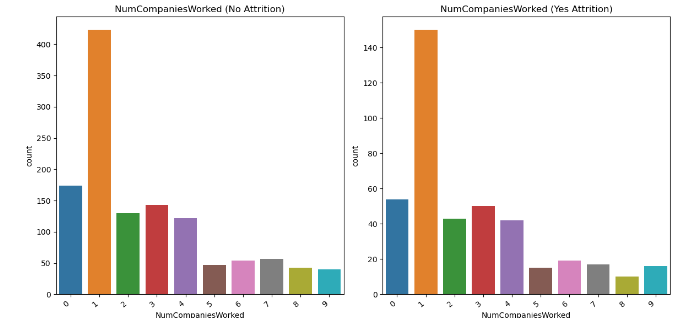 NumCompaniesWorked (No Attrition)
count
400
350
300
250
200
150
100
50
0
0 1 2 3 4 5 6 7 8 9
NumCompaniesWorked
NumCompaniesWorked (Yes Attrition)
count
140
120
100
80
60
40
20
0
0 1 2 3 4 5 6 7 8 9
NumCompaniesWorked